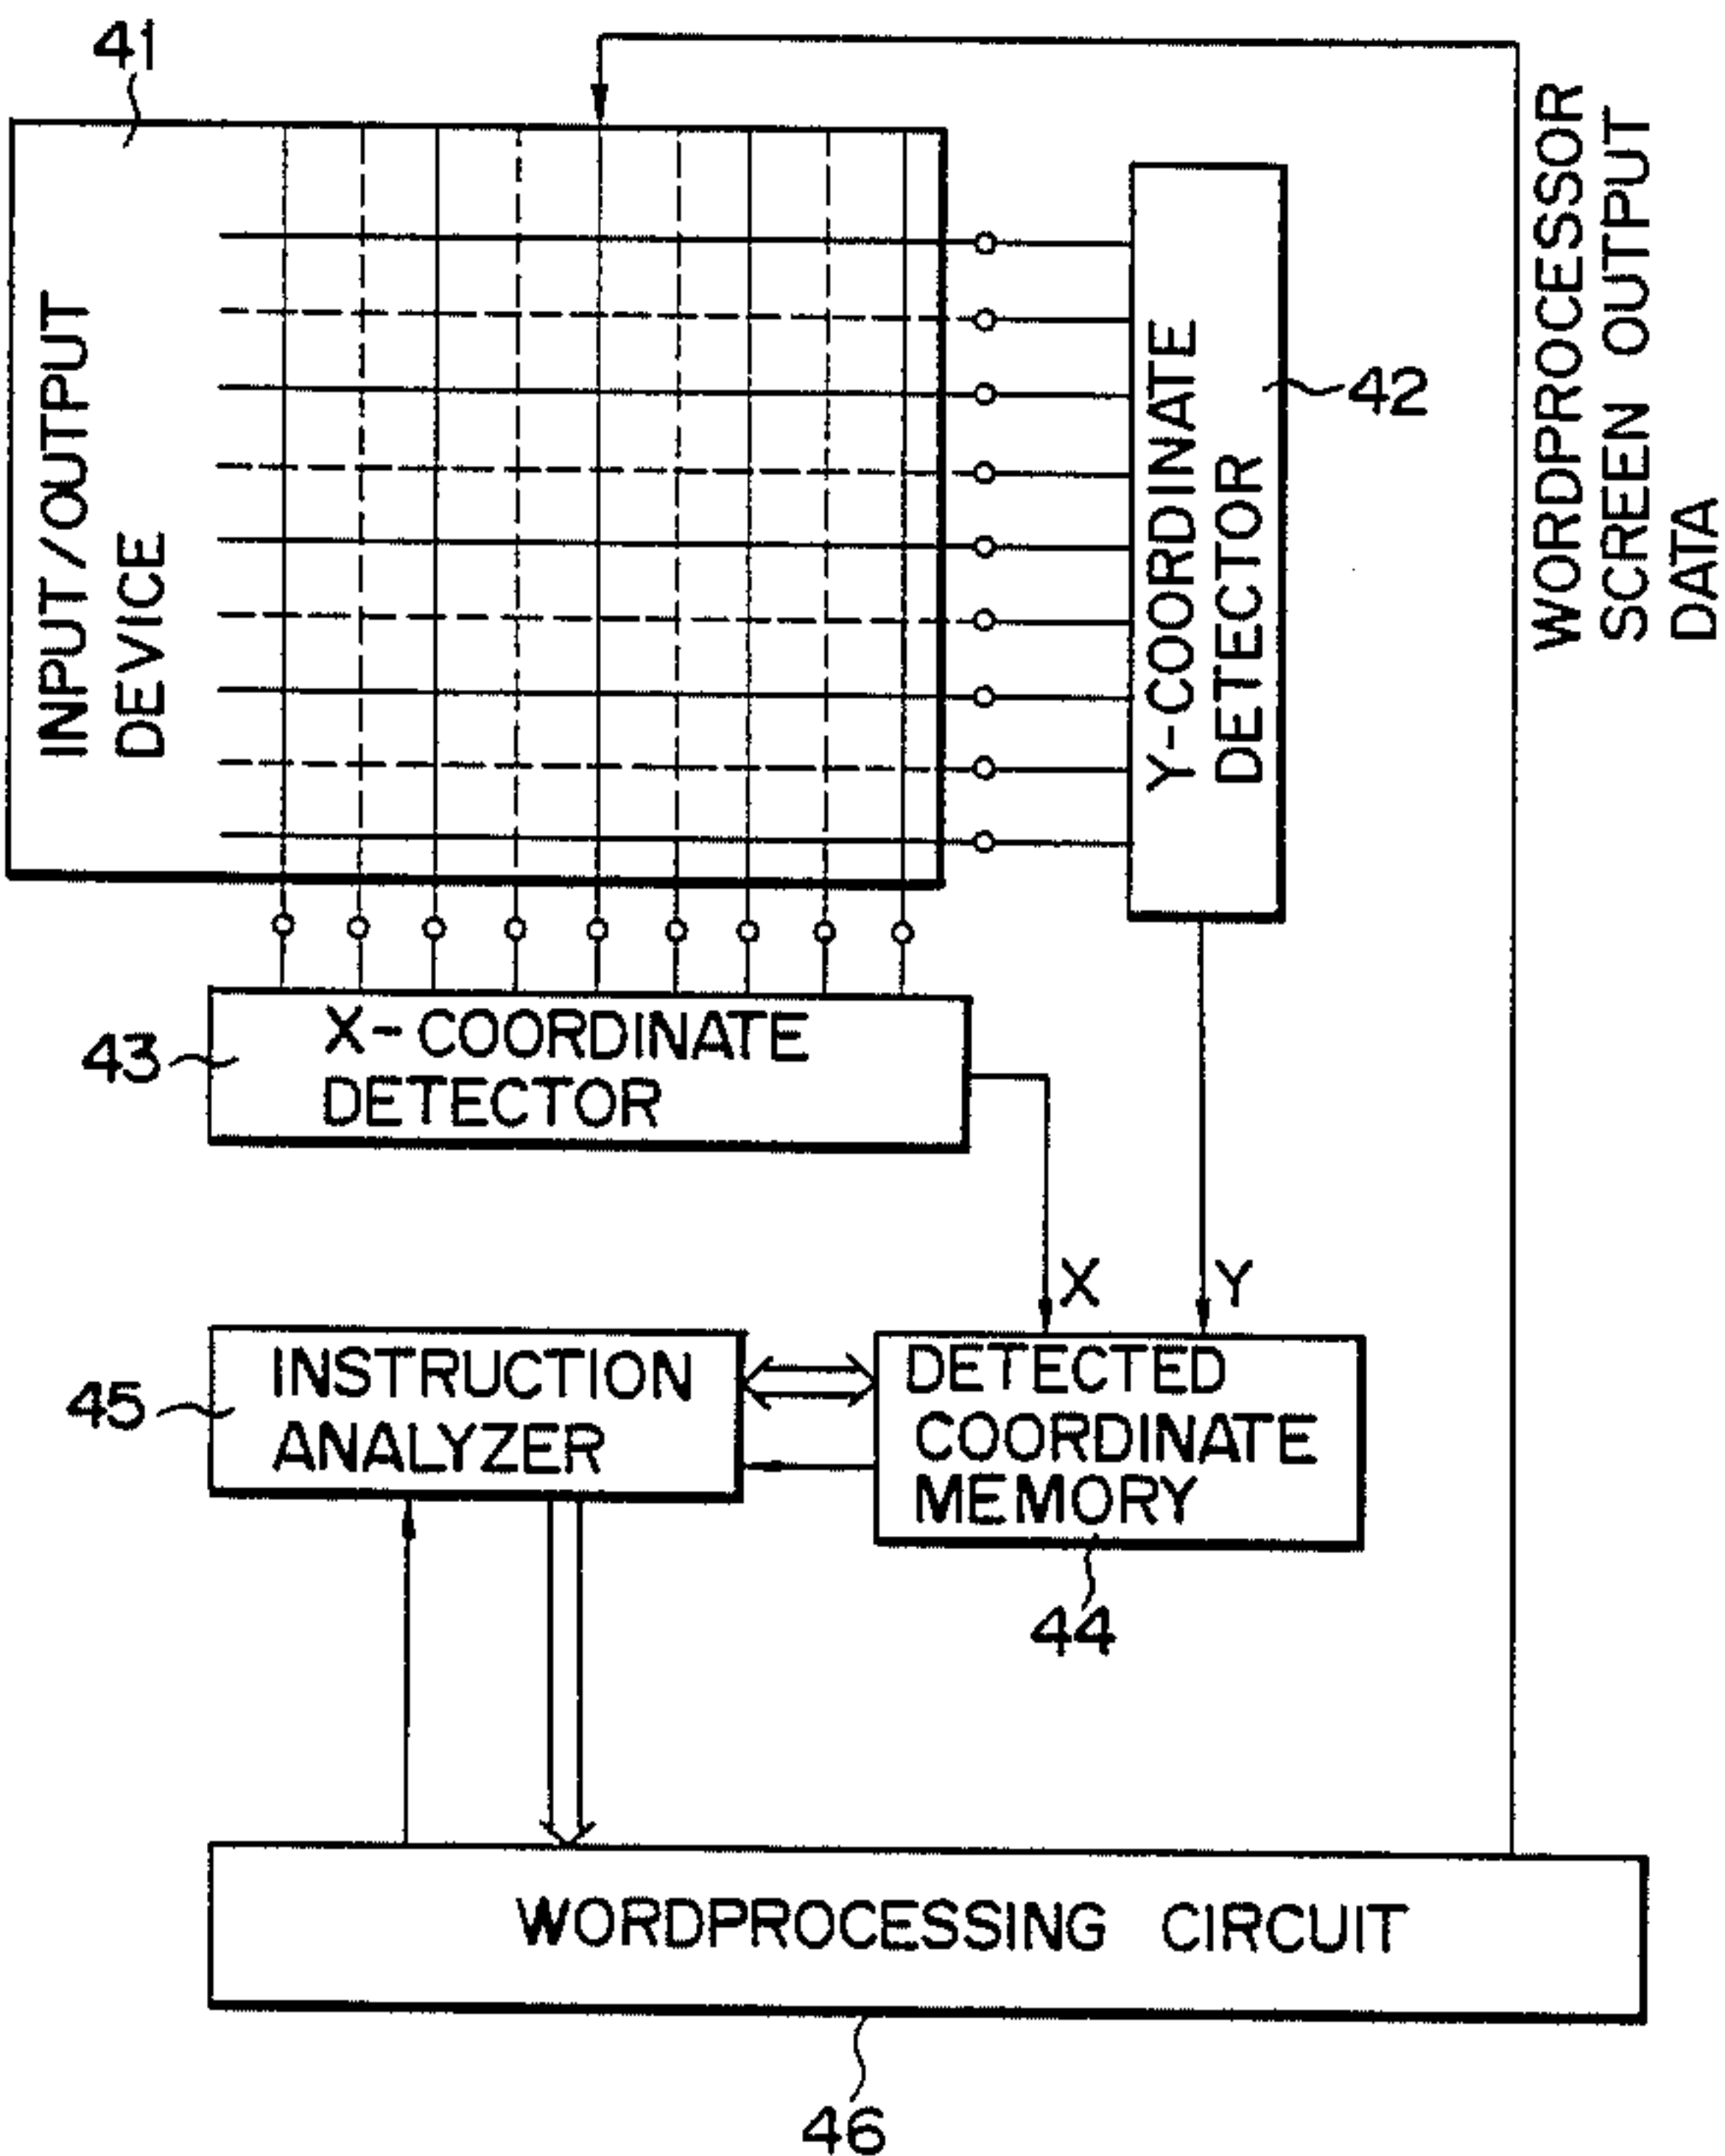 41
INPUT/OUTPUT
DEVICE
Y-COORDINATE
DETECTOR
42
WORDPROCESSOR
SCREEN OUTPUT
DATA
43
X-COORDINATE
DETECTOR
X
Y
45
INSTRUCTION
ANALYZER
DETECTED
COORDINATE
MEMORY
44
WORDPROCESSING CIRCUIT
46